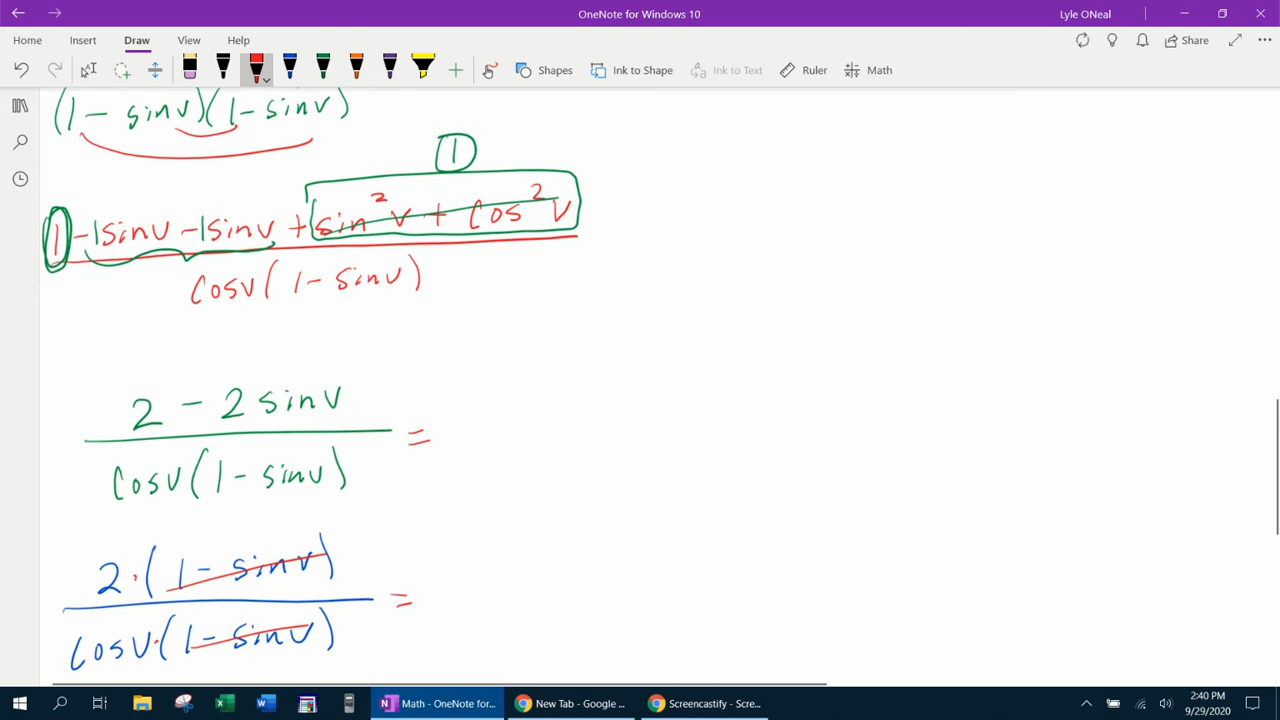 OneNote for Windows 10
Lyle ONeal
Home Insert Draw View Help
Share
Shapes Ink to Shape Ink to Text Ruler Math
(1 - sinv)(1 - sinv)
1
1 - 1sinv - 1sinv + sin²v + cos²v
cosv(1 - sinv)
2 - 2 sinv
cosv(1 - sinv) =
2 · (1 - sinv)
cosv · (1 - sinv) =
Math - OneNote for... New Tab - Google ... Screencastify - Scre...
2:40 PM
9/29/2020